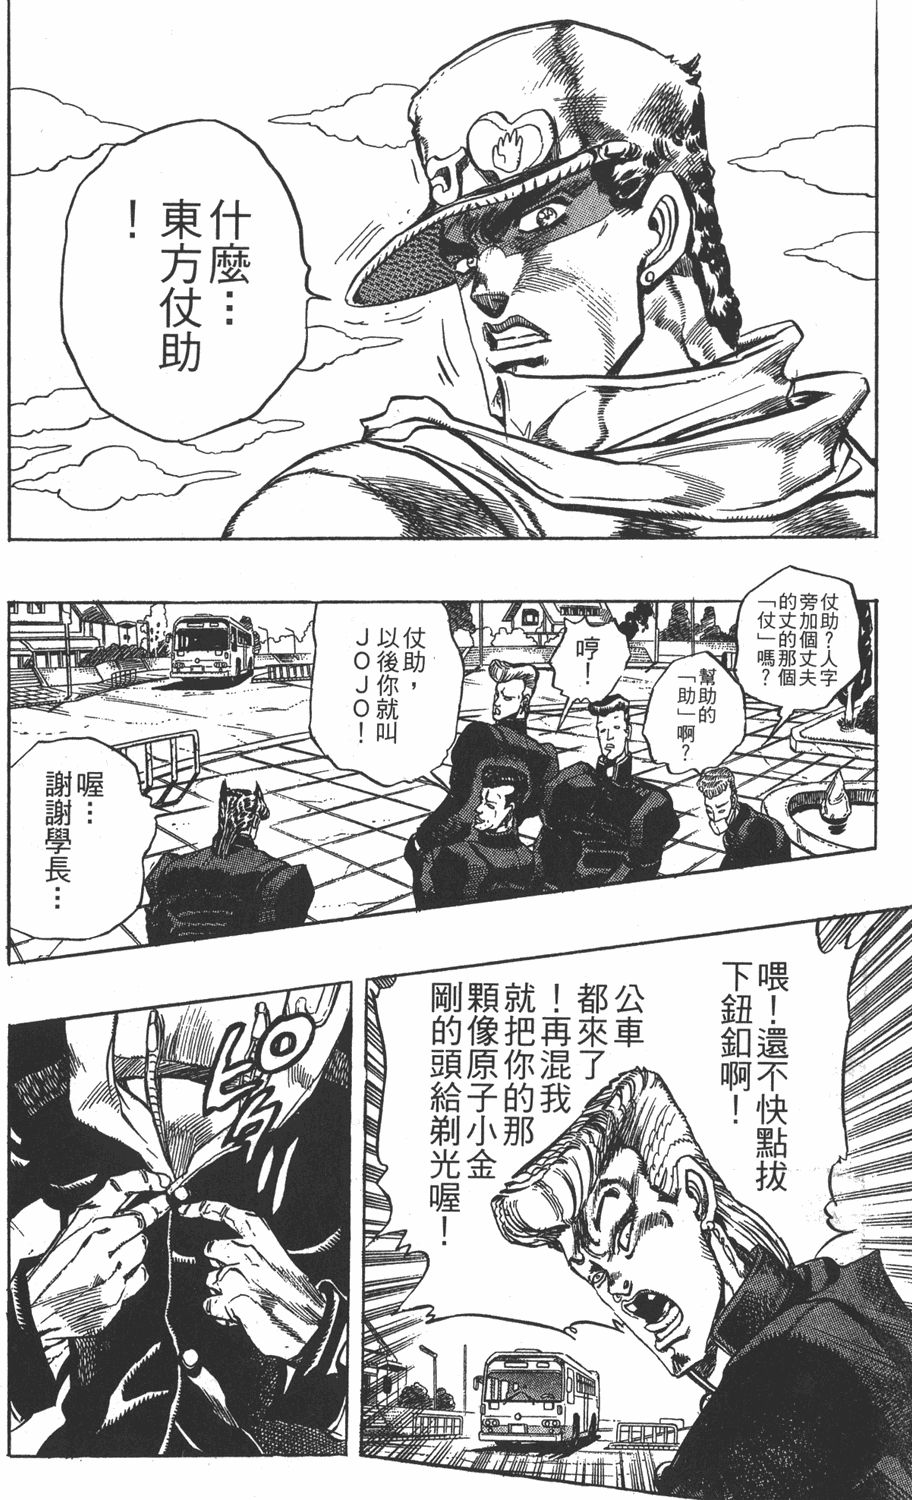 什麼…
東方仗助
！
仗助？人字
旁加個丈夫
的丈的那個
「仗」嗎？
幫助的
「助」啊？
哼！
仗助，
以後你就叫
ＪＯＪＯ！
喔…
謝謝學長…
喂！還不快點拔
下鈕釦啊！
公車
都來了
！再混我
就把你的那
顆像原子小金
剛的頭給剃光喔！
J